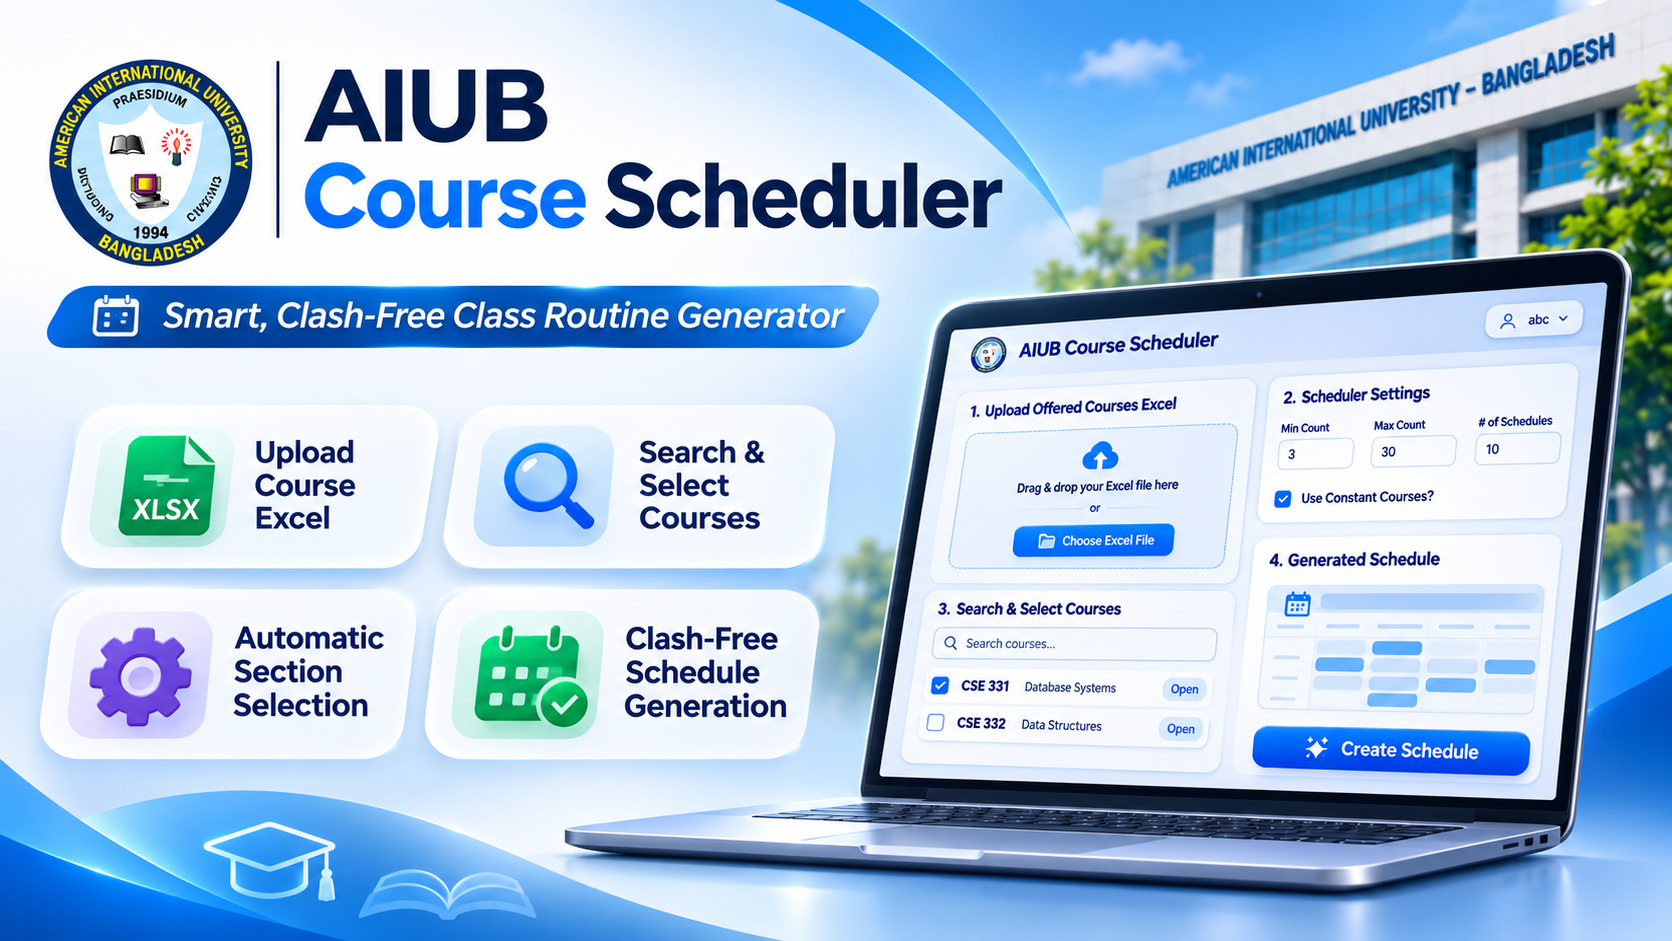 AMERICAN INTERNATIONAL UNIVERSITY
PRAESIDIUM
1994
BANGLADESH
AIUB
Course Scheduler
Smart, Clash-Free Class Routine Generator
XLSX
Upload
Course
Excel
Search &
Select
Courses
Automatic
Section
Selection
Clash-Free
Schedule
Generation
AMERICAN INTERNATIONAL UNIVERSITY – BANGLADESH
AIUB Course Scheduler
abc
1. Upload Offered Courses Excel
Drag & drop your Excel file here
or
Choose Excel File
2. Scheduler Settings
Min Count
Max Count
# of Schedules
3
30
10
Use Constant Courses?
3. Search & Select Courses
Search courses...
CSE 331 Database Systems Open
CSE 332 Data Structures Open
4. Generated Schedule
Create Schedule